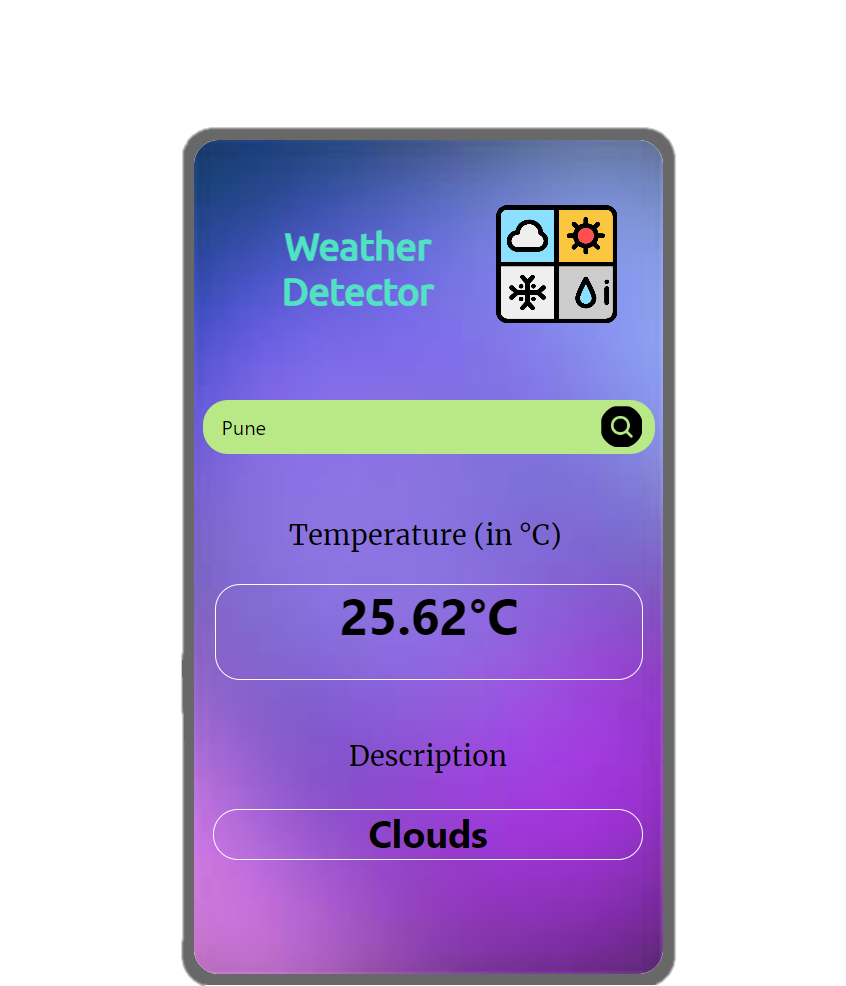 Weather
Detector
Pune
Temperature (in °C)
25.62°C
Description
Clouds